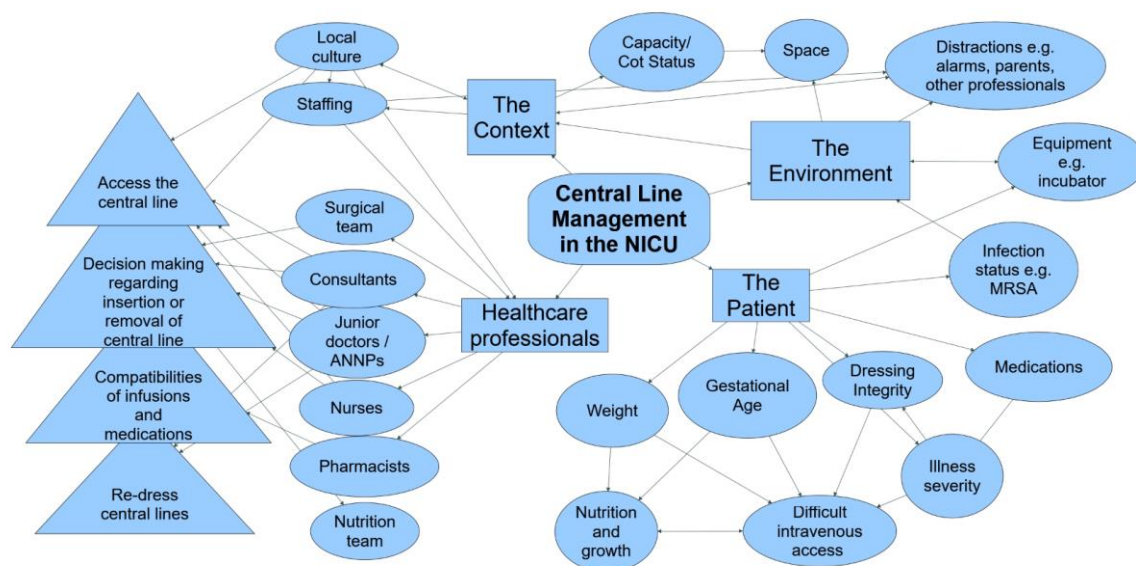 Local
culture
Staffing
The
Context
Capacity/
Cot Status
Space
Distractions e.g.
alarms, parents,
other professionals
The
Environment
Equipment
e.g.
incubator
Central Line
Management
in the NICU
Access the
central line
Surgical
team
Consultants
Decision making
regarding
insertion or
removal of
central line
Healthcare
professionals
Junior
doctors /
ANNPs
The
Patient
Infection
status e.g.
MRSA
Medications
Dressing
Integrity
Gestational
Age
Weight
Compatibilities
of infusions
and
medications
Nurses
Pharmacists
Illness
severity
Re-dress
central lines
Nutrition
team
Nutrition
and
growth
Difficult
intravenous
access